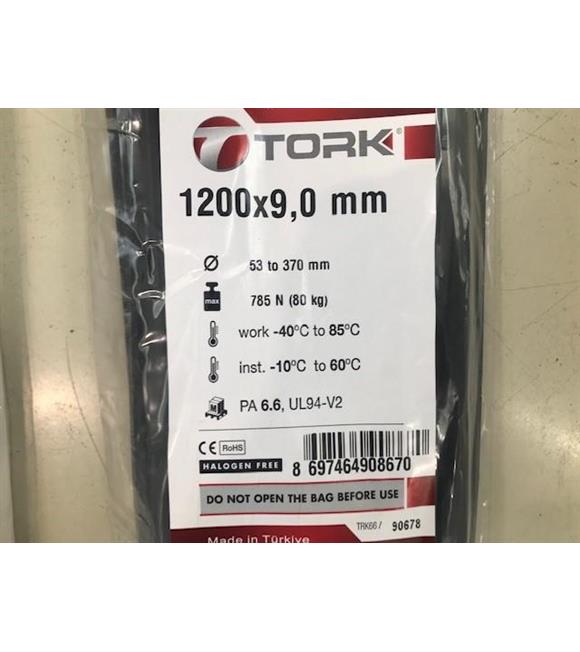 TORK®
1200x9,0 mm
Ø 53 to 370 mm
max 785 N (80 kg)
work -40°C to 85°C
inst. -10°C to 60°C
M PA 6.6, UL94-V2
CE RoHS
HALOGEN FREE
8 697464908670
DO NOT OPEN THE BAG BEFORE USE
TRK66 / 90678
Made in Türkiye